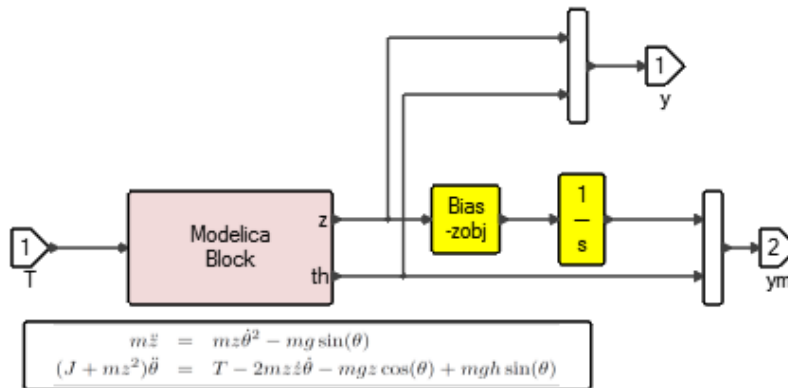 1
y
Modelica
Block
z
th
Bias
-zobj
1
s
1
T
2
ym
mz̈ = mzθ̇² − mg sin(θ)
(J + mz²)θ̈ = T − 2mzżθ̇ − mgz cos(θ) + mgh sin(θ)